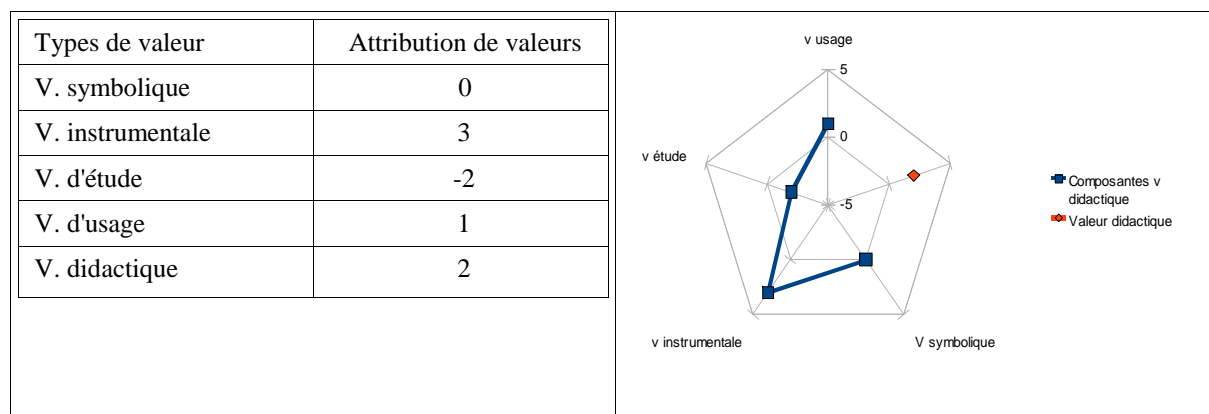 Types de valeur Attribution de valeurs
V. symbolique 0
V. instrumentale 3
V. d'étude -2
V. d'usage 1
V. didactique 2
v usage
5
0
-5
v étude
v instrumentale
V symbolique
Composantes v
didactique
Valeur didactique